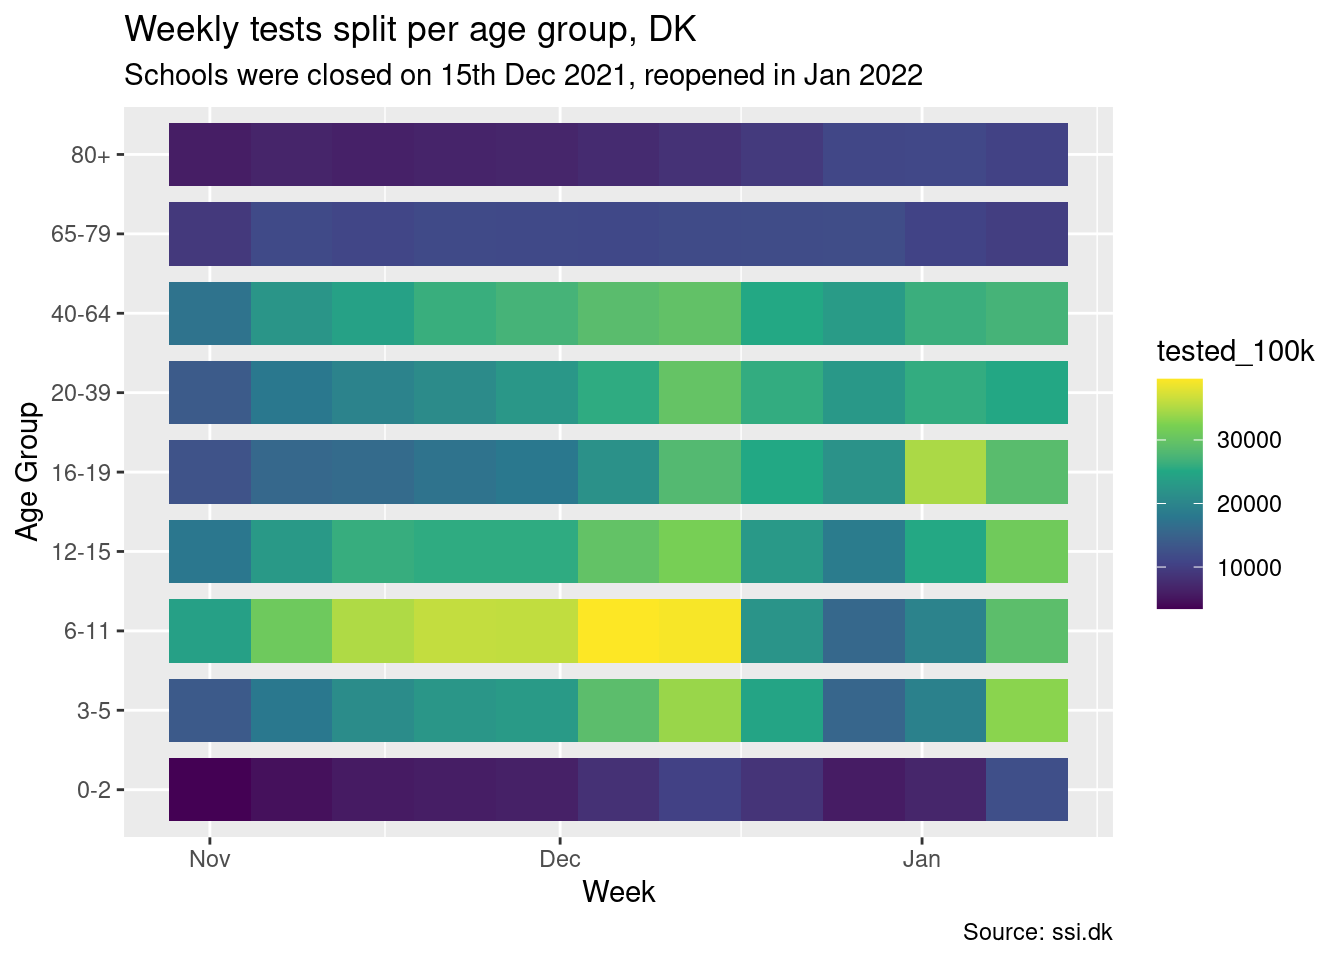 Weekly tests split per age group, DK
Schools were closed on 15th Dec 2021, reopened in Jan 2022
80+
65-79
40-64
20-39
16-19
12-15
6-11
3-5
0-2
Age Group
Nov
Dec
Jan
Week
tested_100k
30000
20000
10000
Source: ssi.dk